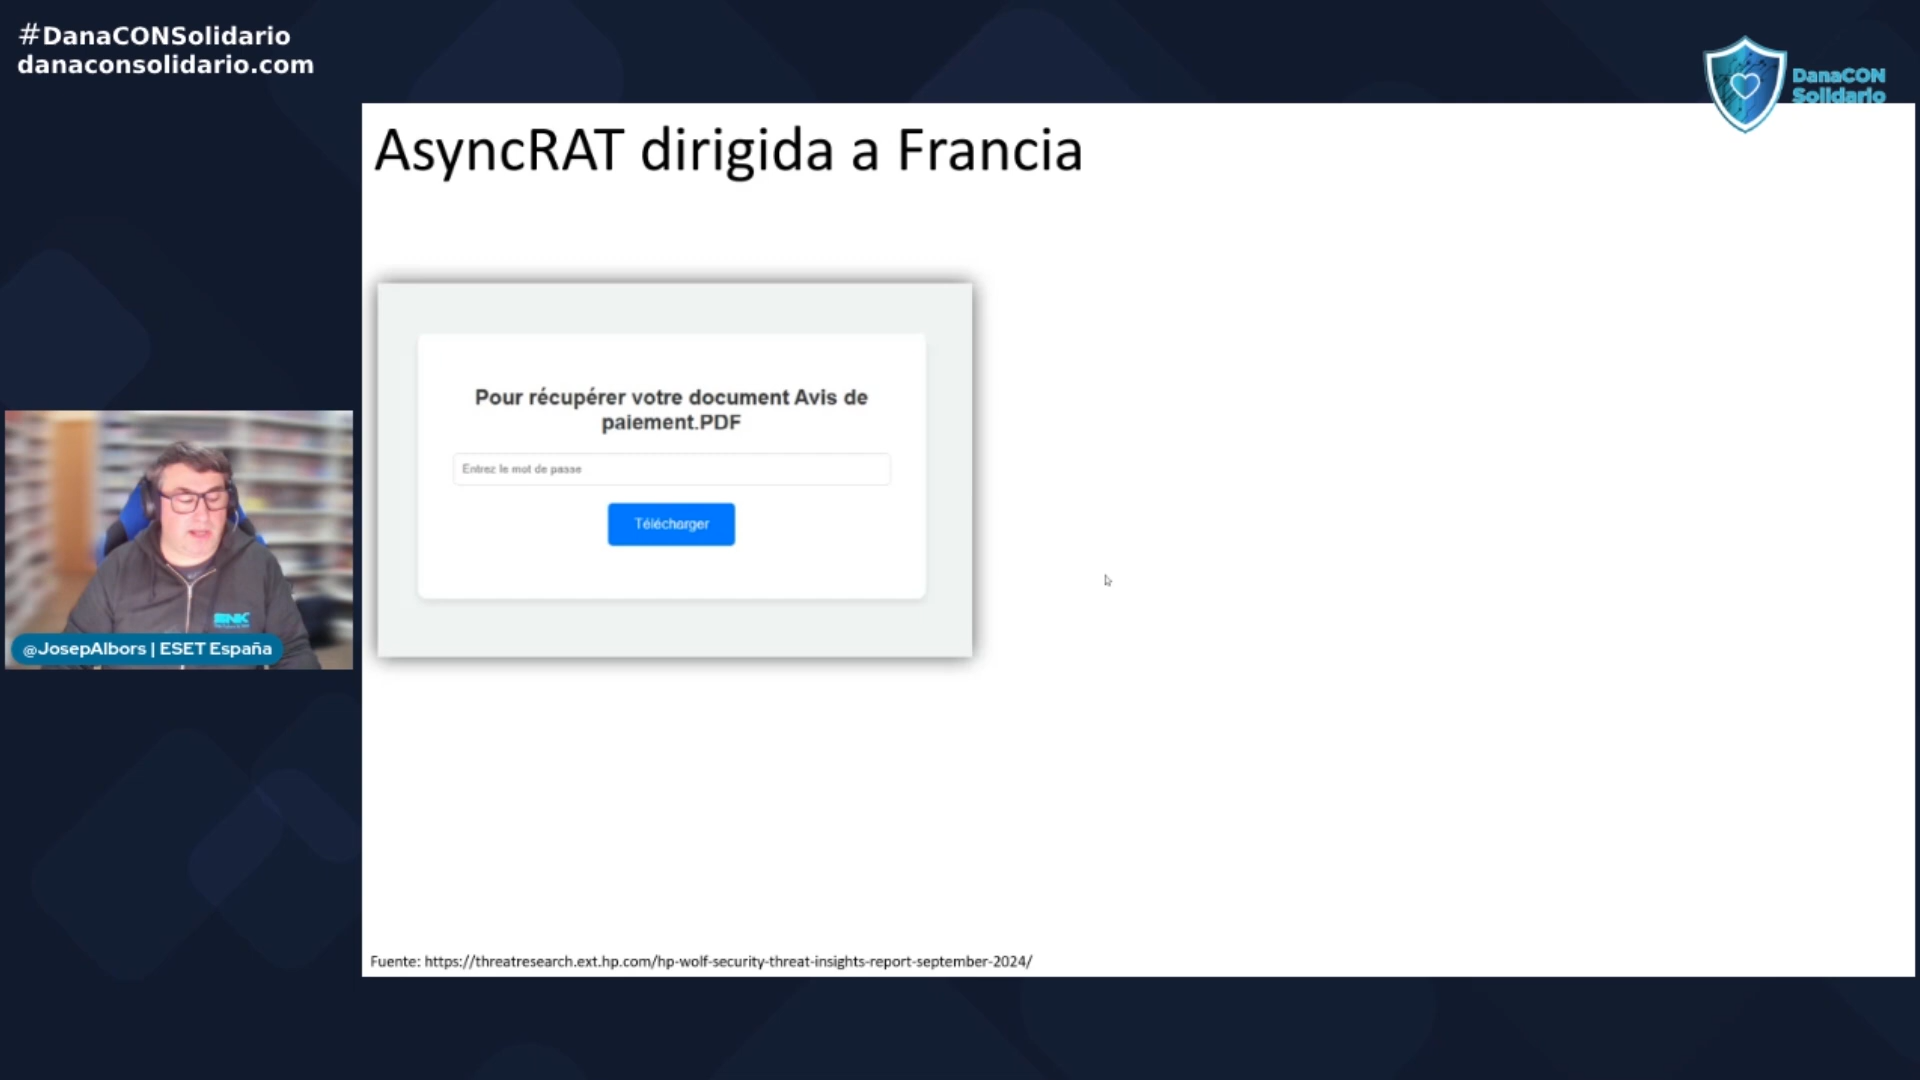 #DanaCONSolidario
danaconsolidario.com
DanaCON
Solidario
AsyncRAT dirigida a Francia
Pour récupérer votre document Avis de
paiement.PDF
Entrez le mot de passe
Télécharger
@JosepAlbors | ESET España
Fuente: https://threatresearch.ext.hp.com/hp-wolf-security-threat-insights-report-september-2024/